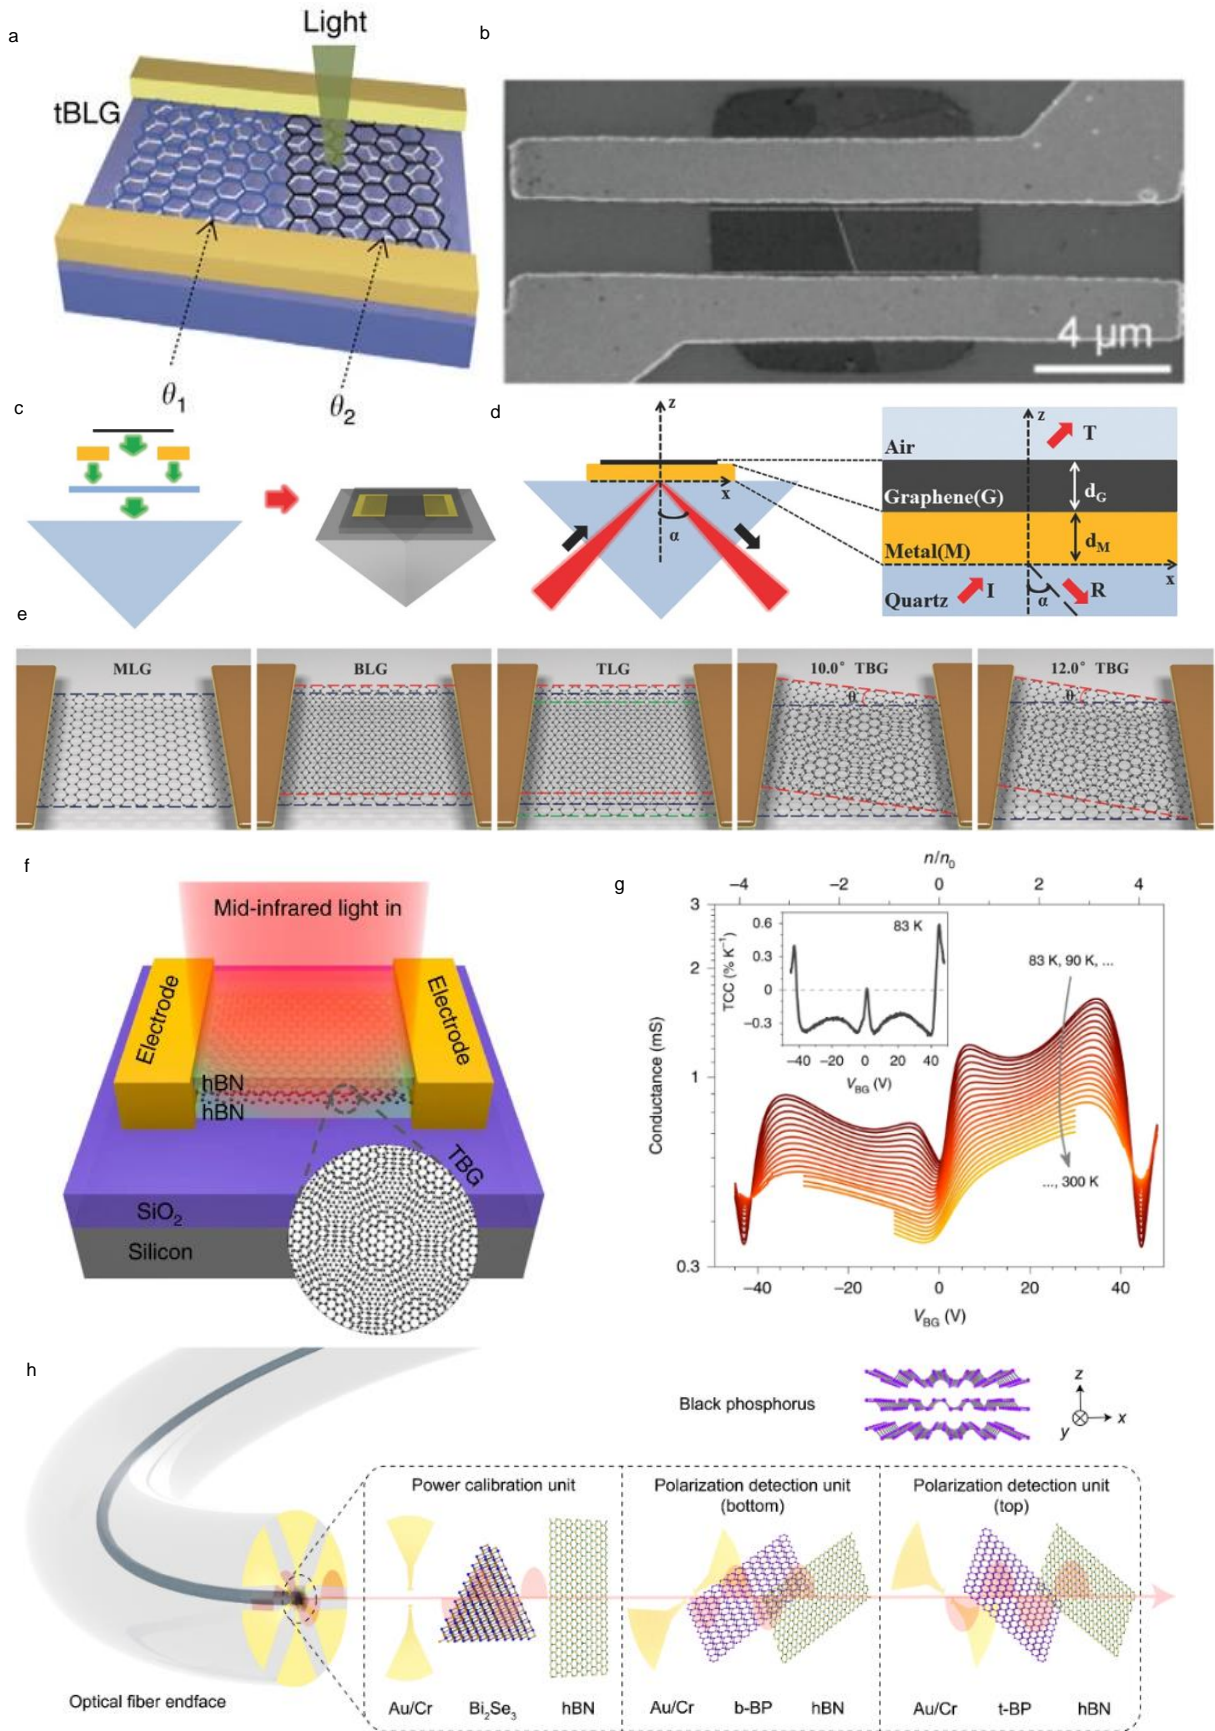 a
Light
tBLG
θ1
θ2
b
4 μm
c
d
z
x
α
z
T
Air
Graphene(G)
dG
Metal(M)
dM
x
Quartz
I
α
R
e
MLG
BLG
TLG
10.0° TBG
θ
12.0° TBG
θ
f
Mid-infrared light in
Electrode
Electrode
hBN
hBN
TBG
SiO2
Silicon
g
n/n0
−4 −2 0 2 4
3
2
1
0.3
Conductance (mS)
0.6
0.3
0
−0.3
TCC (% K−1)
83 K
−40 −20 0 20 40
VBG (V)
83 K, 90 K, ...
..., 300 K
−40 −20 0 20 40
VBG (V)
h
Black phosphorus
z
x
y
Power calibration unit
Polarization detection unit
(bottom)
Polarization detection unit
(top)
Optical fiber endface
Au/Cr Bi2Se3 hBN
Au/Cr b-BP hBN
Au/Cr t-BP hBN